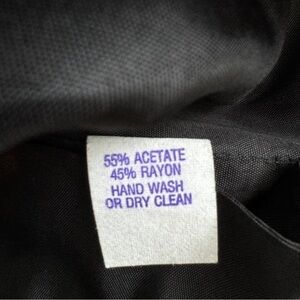 55% ACETATE
45% RAYON
HAND WASH
OR DRY CLEAN